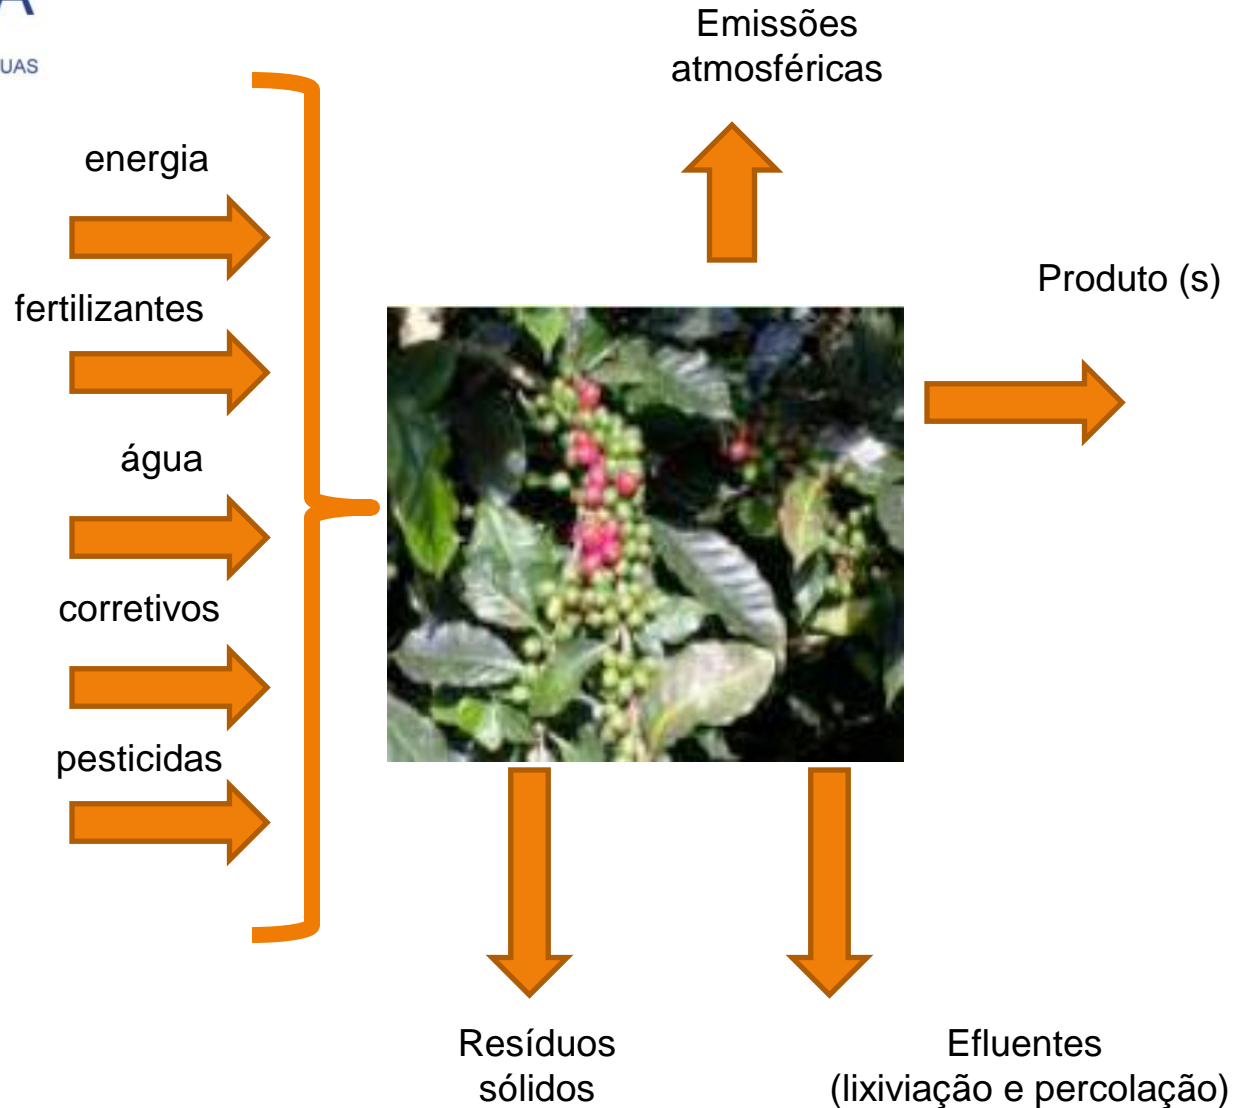 UAS
Emissões
atmosféricas
energia
fertilizantes
água
corretivos
pesticidas
Produto (s)
Resíduos
sólidos
Efluentes
(lixiviação e percolação)